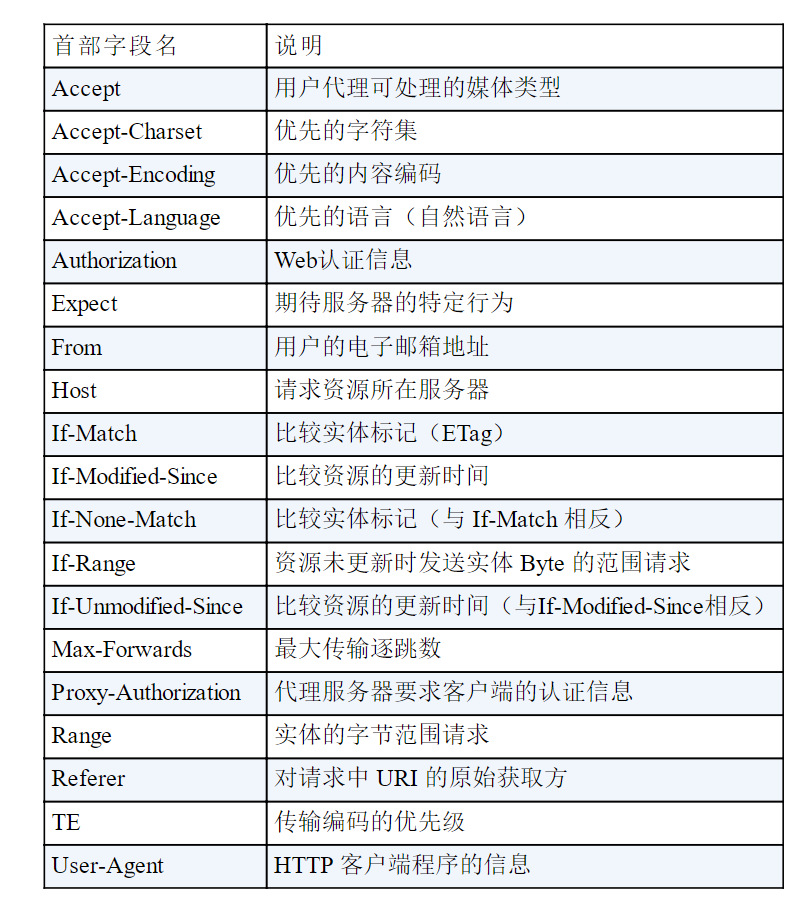 首部字段名 说明
Accept 用户代理可处理的媒体类型
Accept-Charset 优先的字符集
Accept-Encoding 优先的内容编码
Accept-Language 优先的语言（自然语言）
Authorization Web认证信息
Expect 期待服务器的特定行为
From 用户的电子邮箱地址
Host 请求资源所在服务器
If-Match 比较实体标记（ETag）
If-Modified-Since 比较资源的更新时间
If-None-Match 比较实体标记（与 If-Match 相反）
If-Range 资源未更新时发送实体 Byte 的范围请求
If-Unmodified-Since 比较资源的更新时间（与If-Modified-Since相反）
Max-Forwards 最大传输逐跳数
Proxy-Authorization 代理服务器要求客户端的认证信息
Range 实体的字节范围请求
Referer 对请求中 URI 的原始获取方
TE 传输编码的优先级
User-Agent HTTP 客户端程序的信息